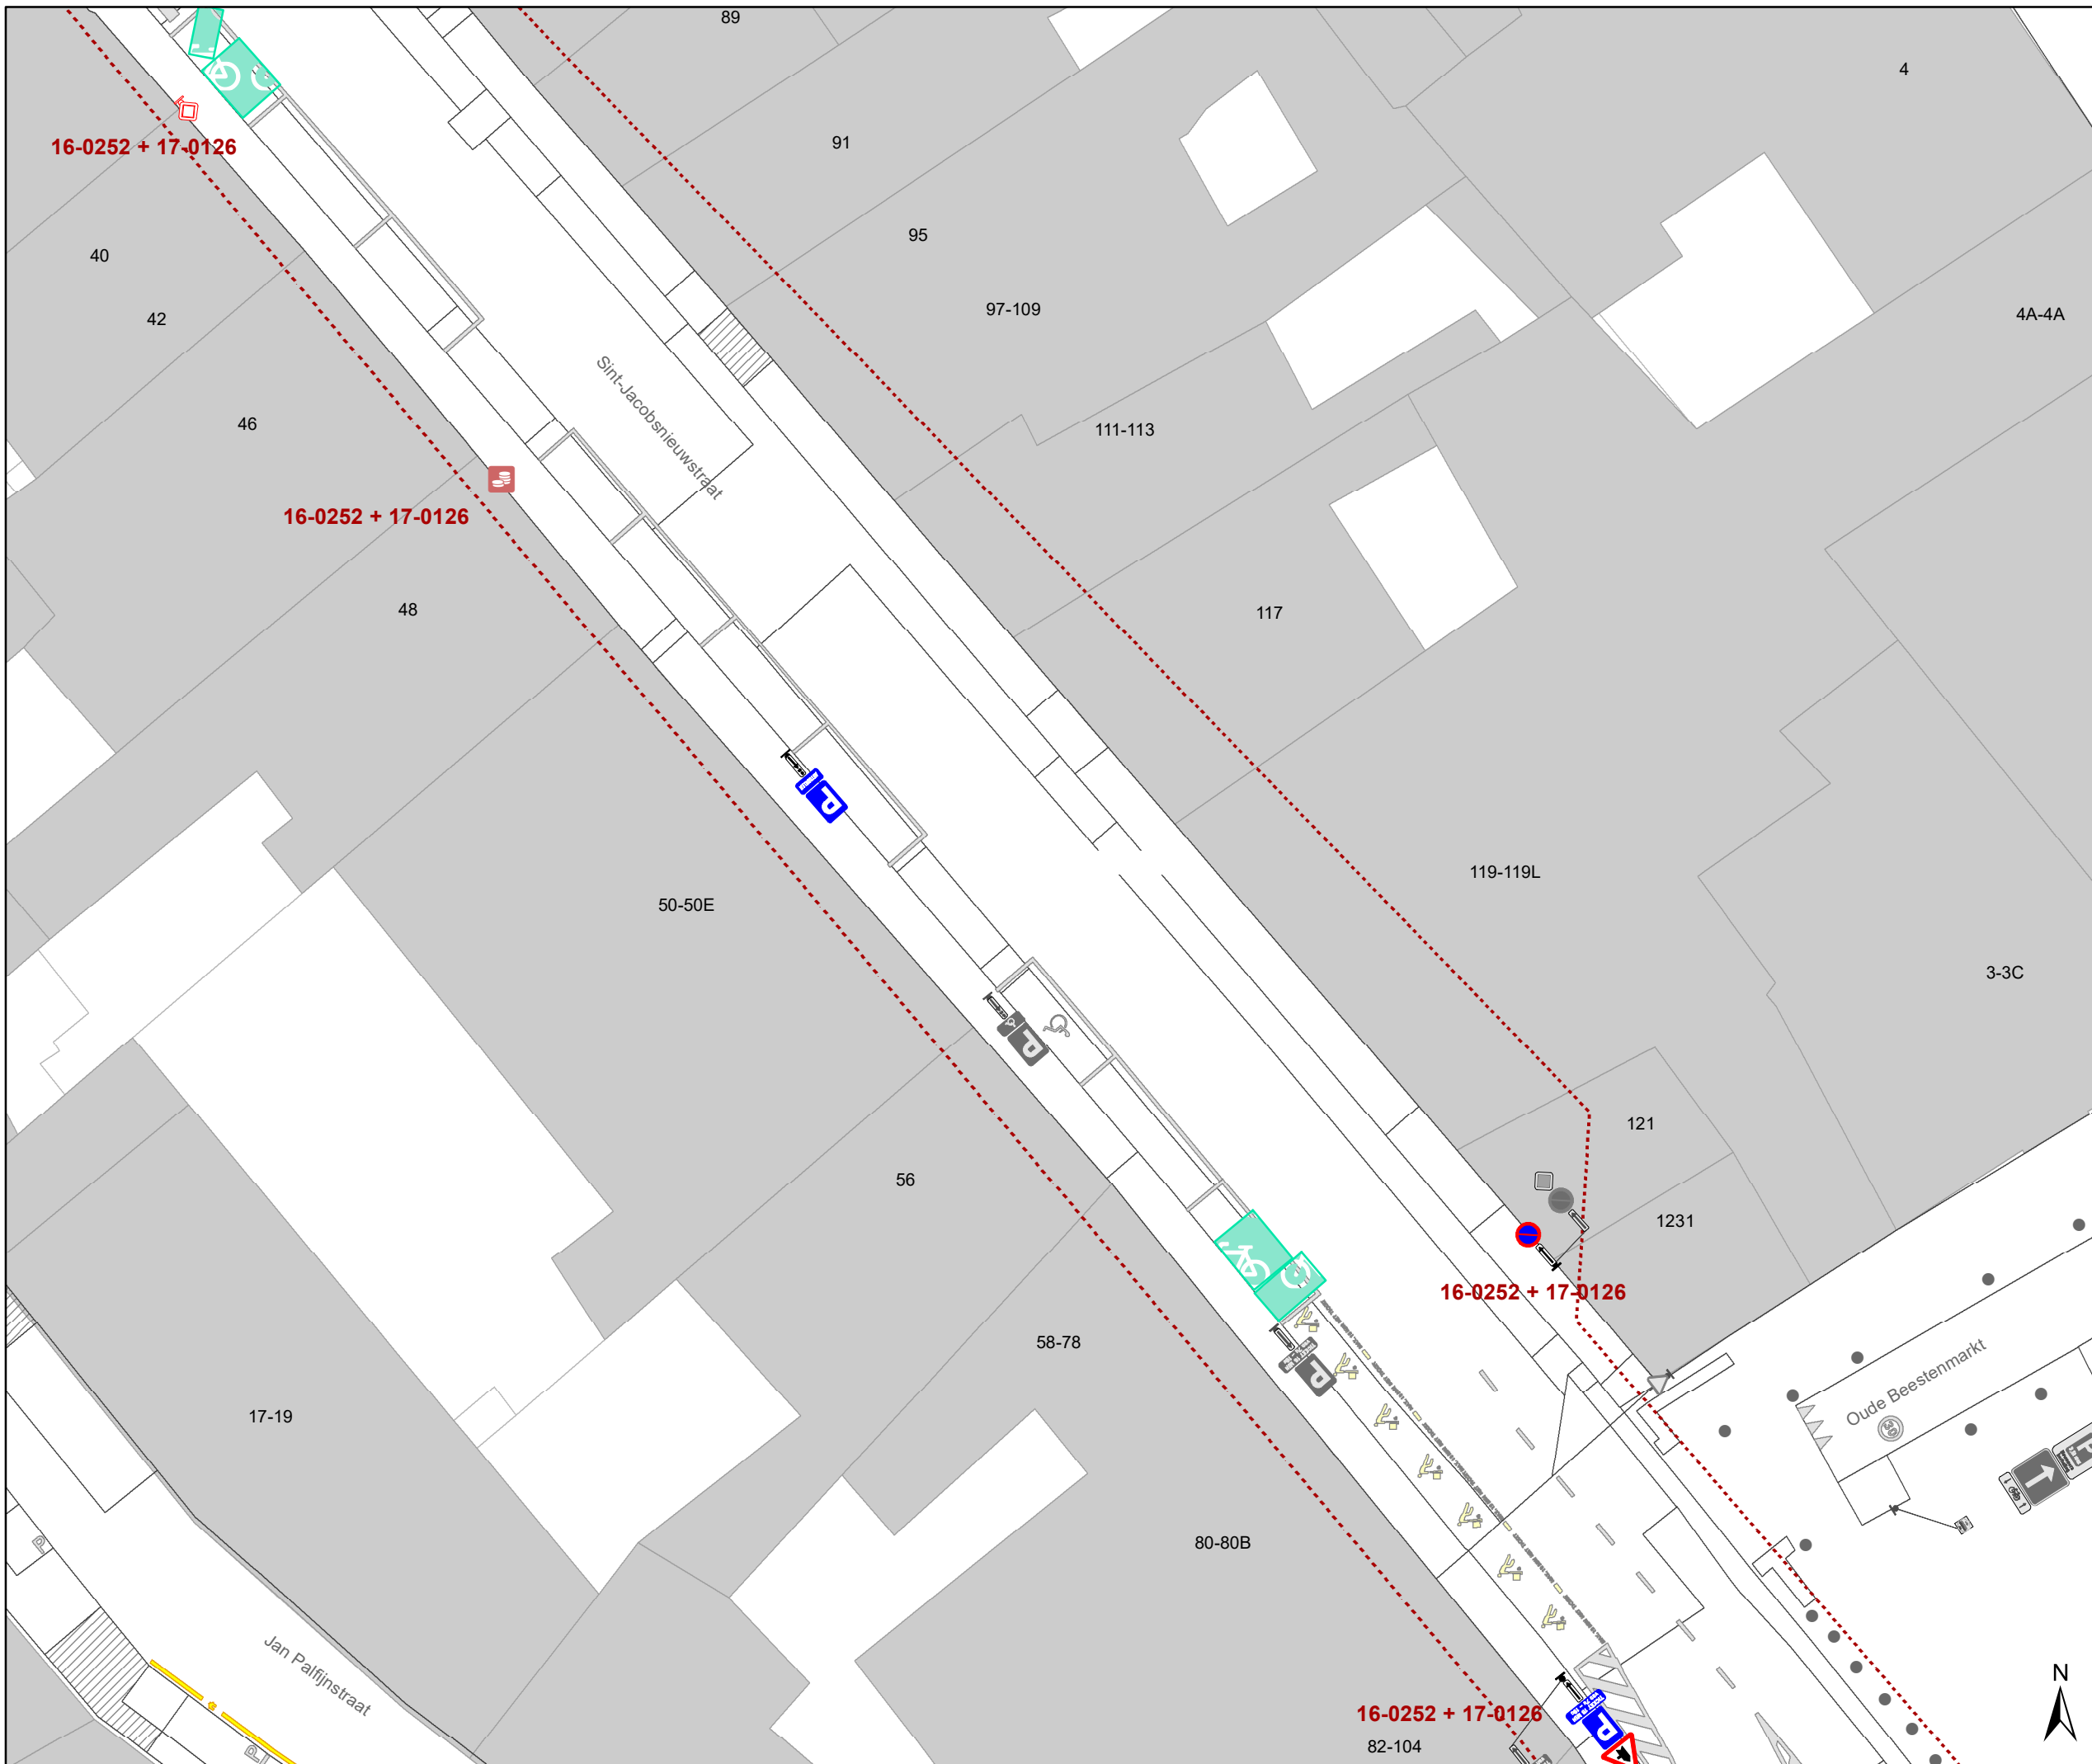 89
4
91
16-0252 + 17-0126
95
40
97-109
42
4A-4A
46
Sint-Jacobsnieuwstraat
111-113
16-0252 + 17-0126
48
117
P
119-119L
50-50E
3-3C
P
121
56
1231
16-0252 + 17-0126
58-78
P
Oude Beestenmarkt
30
17-19
P
80-80B
P
Jan Palfijnstraat
N
16-0252 + 17-0126
P
82-104
P